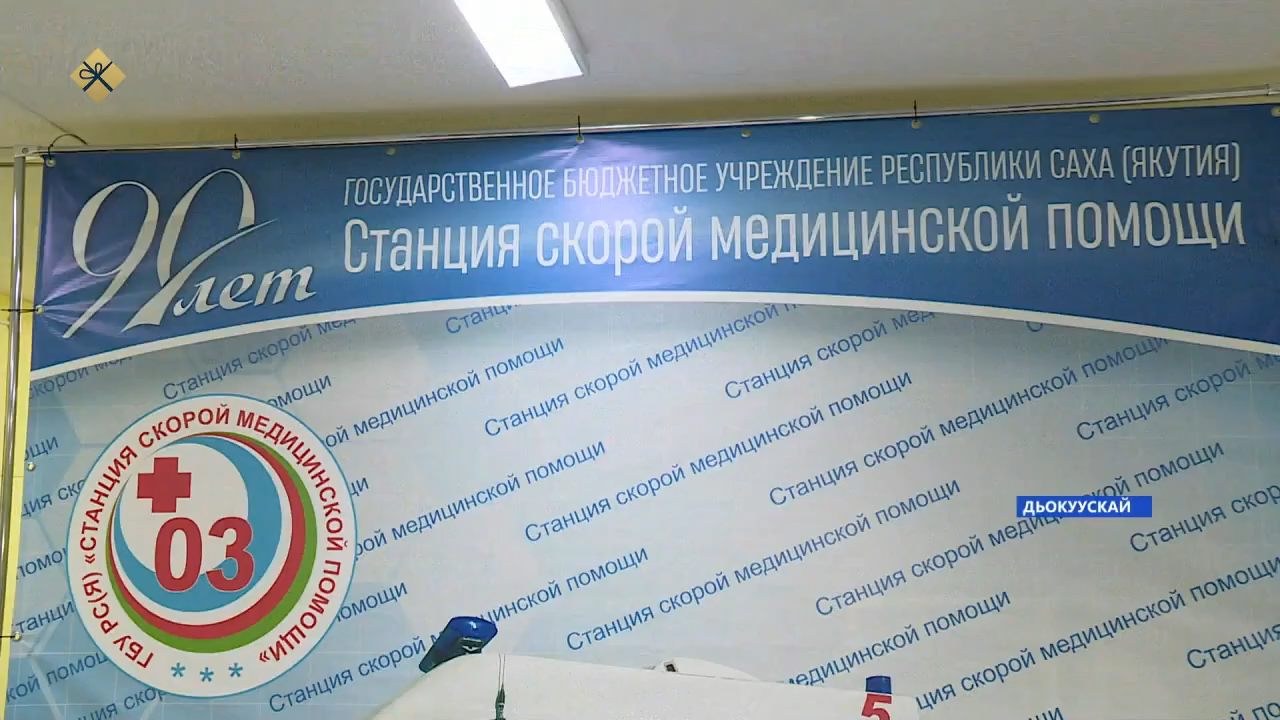 90 лет
ГОСУДАРСТВЕННОЕ БЮДЖЕТНОЕ УЧРЕЖДЕНИЕ РЕСПУБЛИКИ САХА (ЯКУТИЯ)
Станция скорой медицинской помощи
Станция скорой медицинской помощи
Станция скорой медицинской помощи
Станция скорой медицинской помощи
Станция скорой медицинской помощи
Станция скорой медицинской помощи
ГБУ РС(Я) «СТАНЦИЯ СКОРОЙ МЕДИЦИНСКОЙ ПОМОЩИ»
03
***
ДЬОКУУСКАЙ
5